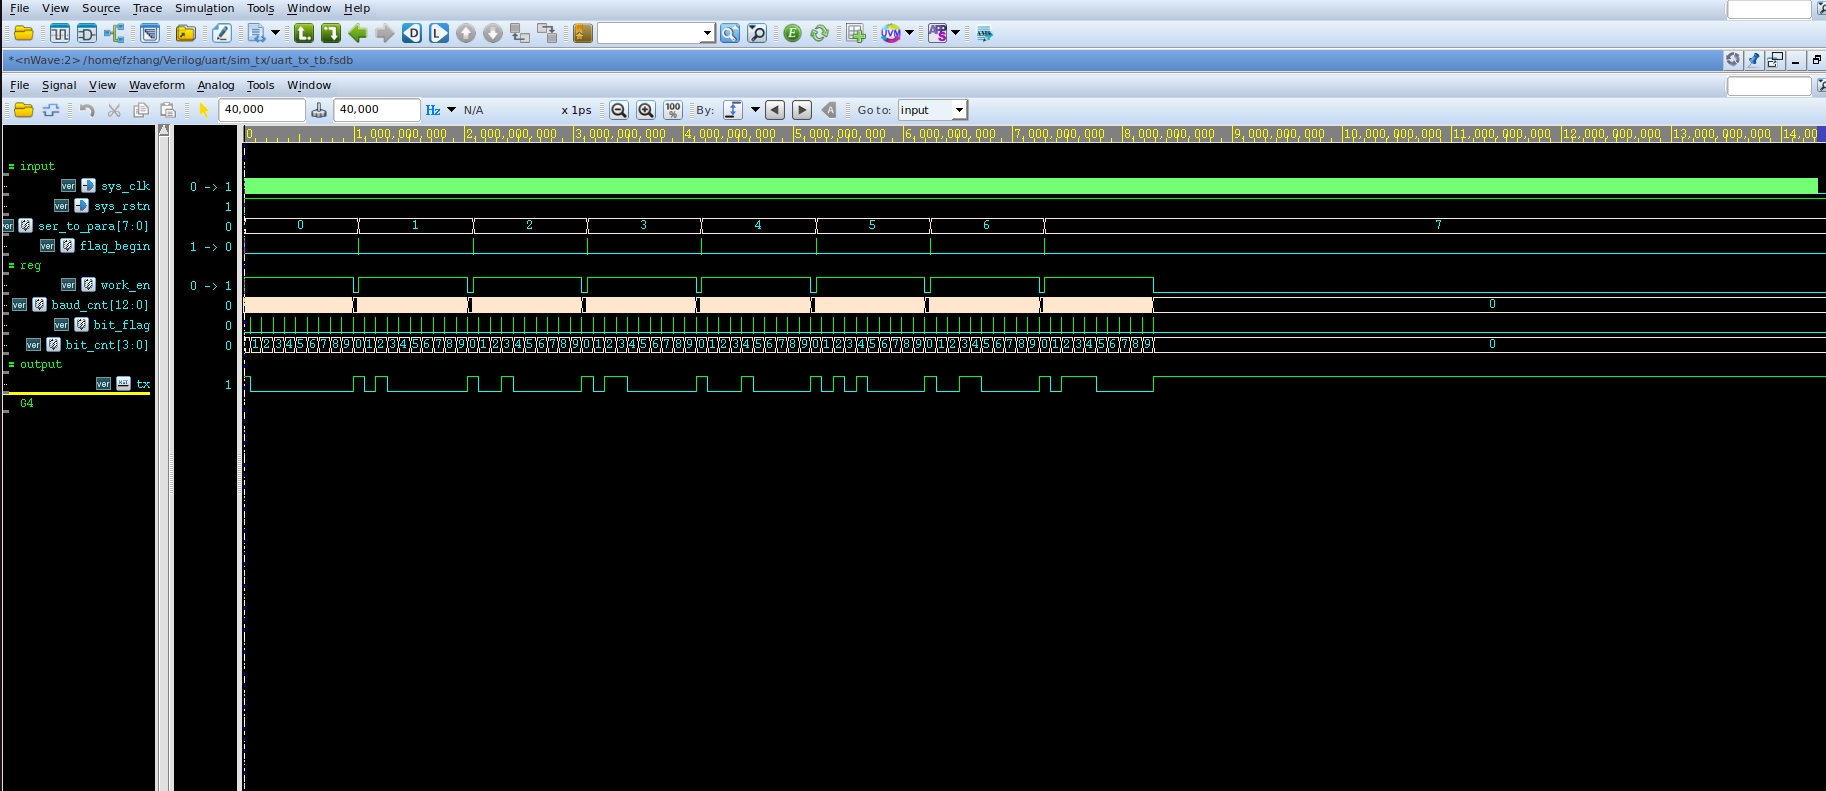 File View Source Trace Simulation Tools Window Help
*<nWave:2> /home/fzhang/Verilog/uart/sim_tx/uart_tx_tb.fsdb
File Signal View Waveform Analog Tools Window
40,000 40,000 Hz N/A x 1ps 100 % By: Go to: input
0 1,000,000,000 2,000,000,000 3,000,000,000 4,000,000,000 5,000,000,000 6,000,000,000 7,000,000,000 8,000,000,000 9,000,000,000 10,000,000,000 11,000,000,000 12,000,000,000 13,000,000,000 14,00
= input
ver sys_clk 0 -> 1
ver sys_rstn 1
ver ser_to_para[7:0] 0 0 1 2 3 4 5 6 7
ver flag_begin 1 -> 0
= reg
ver work_en 0 -> 1
ver baud_cnt[12:0] 0 0
ver bit_flag 0
ver bit_cnt[3:0] 0 1 2 3 4 5 6 7 8 9 0 1 2 3 4 5 6 7 8 9 0 1 2 3 4 5 6 7 8 9 0 1 2 3 4 5 6 7 8 9 0 1 2 3 4 5 6 7 8 9 0 1 2 3 4 5 6 7 8 9 0 1 2 3 4 5 6 7 8 9 0 1 2 3 4 5 6 7 8 9 0
= output
ver tx 1
G4